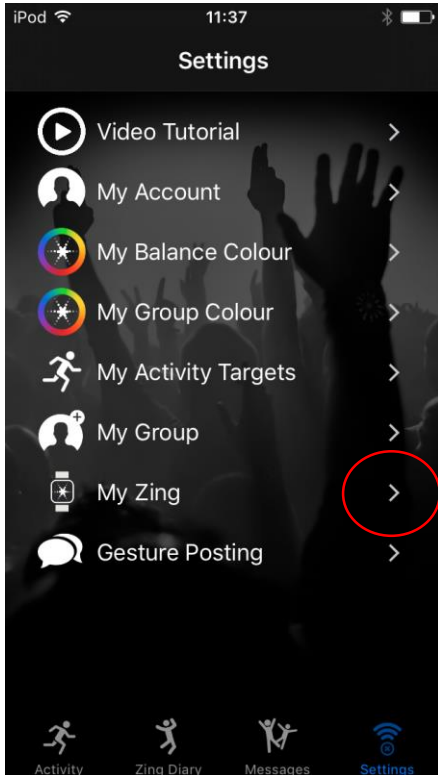 iPod 11:37
Settings
Video Tutorial
My Account
My Balance Colour
My Group Colour
My Activity Targets
My Group
My Zing
Gesture Posting
Activity Zing Diary Messages Settings